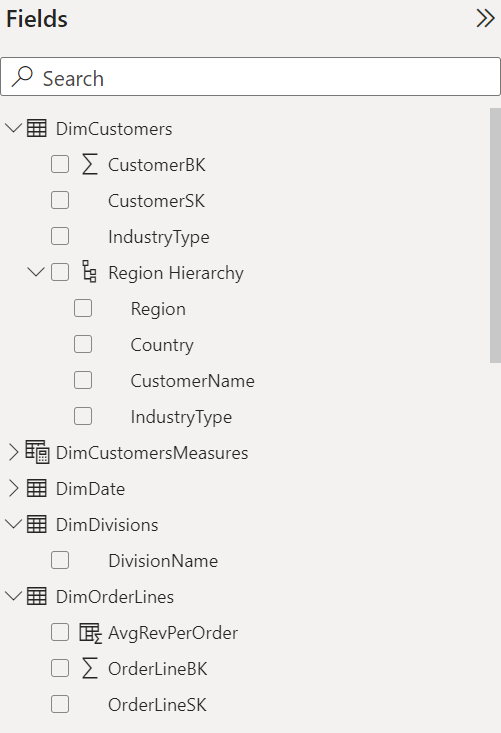 Fields
Search
DimCustomers
CustomerBK
CustomerSK
IndustryType
Region Hierarchy
Region
Country
CustomerName
IndustryType
DimCustomersMeasures
DimDate
DimDivisions
DivisionName
DimOrderLines
AvgRevPerOrder
OrderLineBK
OrderLineSK